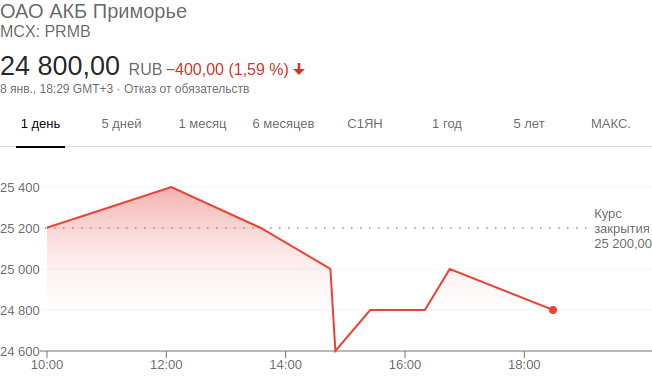 ОАО АКБ Приморье
MCX: PRMB
24 800,00 RUB −400,00 (1,59 %) ↓
8 янв., 18:29 GMT+3 · Отказ от обязательств
1 день 5 дней 1 месяц 6 месяцев С1ЯН 1 год 5 лет МАКС.
25 400
25 200
25 000
24 800
24 600
Курс
закрытия
25 200,00
10:00 12:00 14:00 16:00 18:00